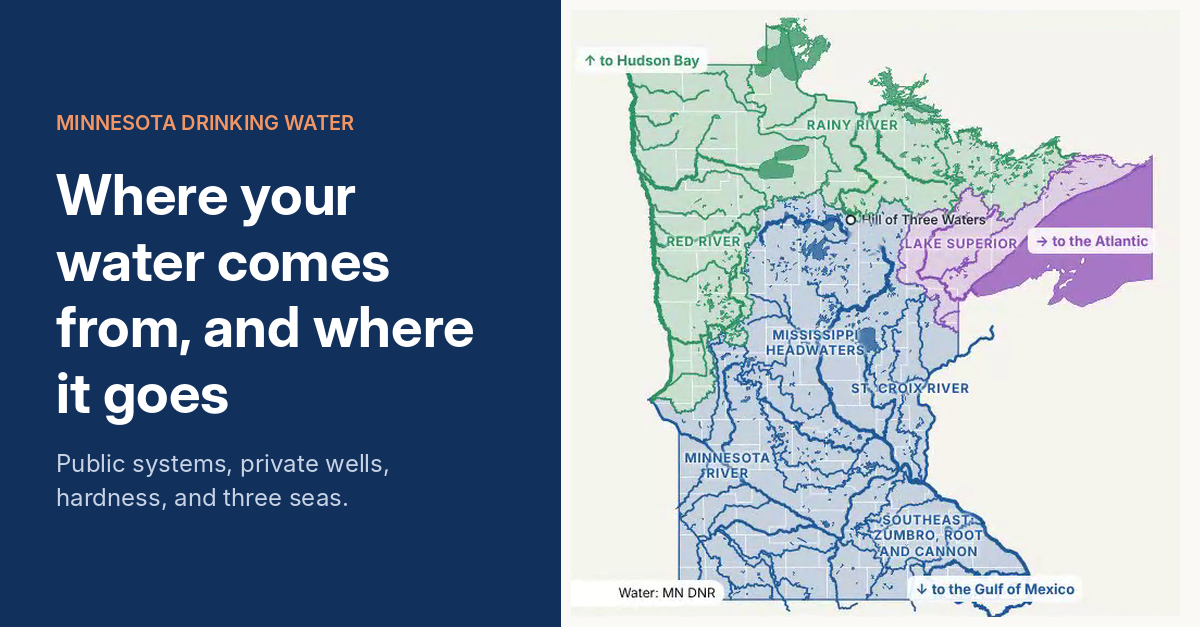 MINNESOTA DRINKING WATER
Where your
water comes
from, and where
it goes
Public systems, private wells,
hardness, and three seas.
↑ to Hudson Bay
RAINY RIVER
Hill of Three Waters
RED RIVER
LAKE SUPERIOR
→ to the Atlantic
MISSISSIPPI
HEADWATERS
ST. CROIX RIVER
MINNESOTA
RIVER
SOUTHEAST:
ZUMBRO, ROOT
AND CANNON
↓ to the Gulf of Mexico
Water: MN DNR